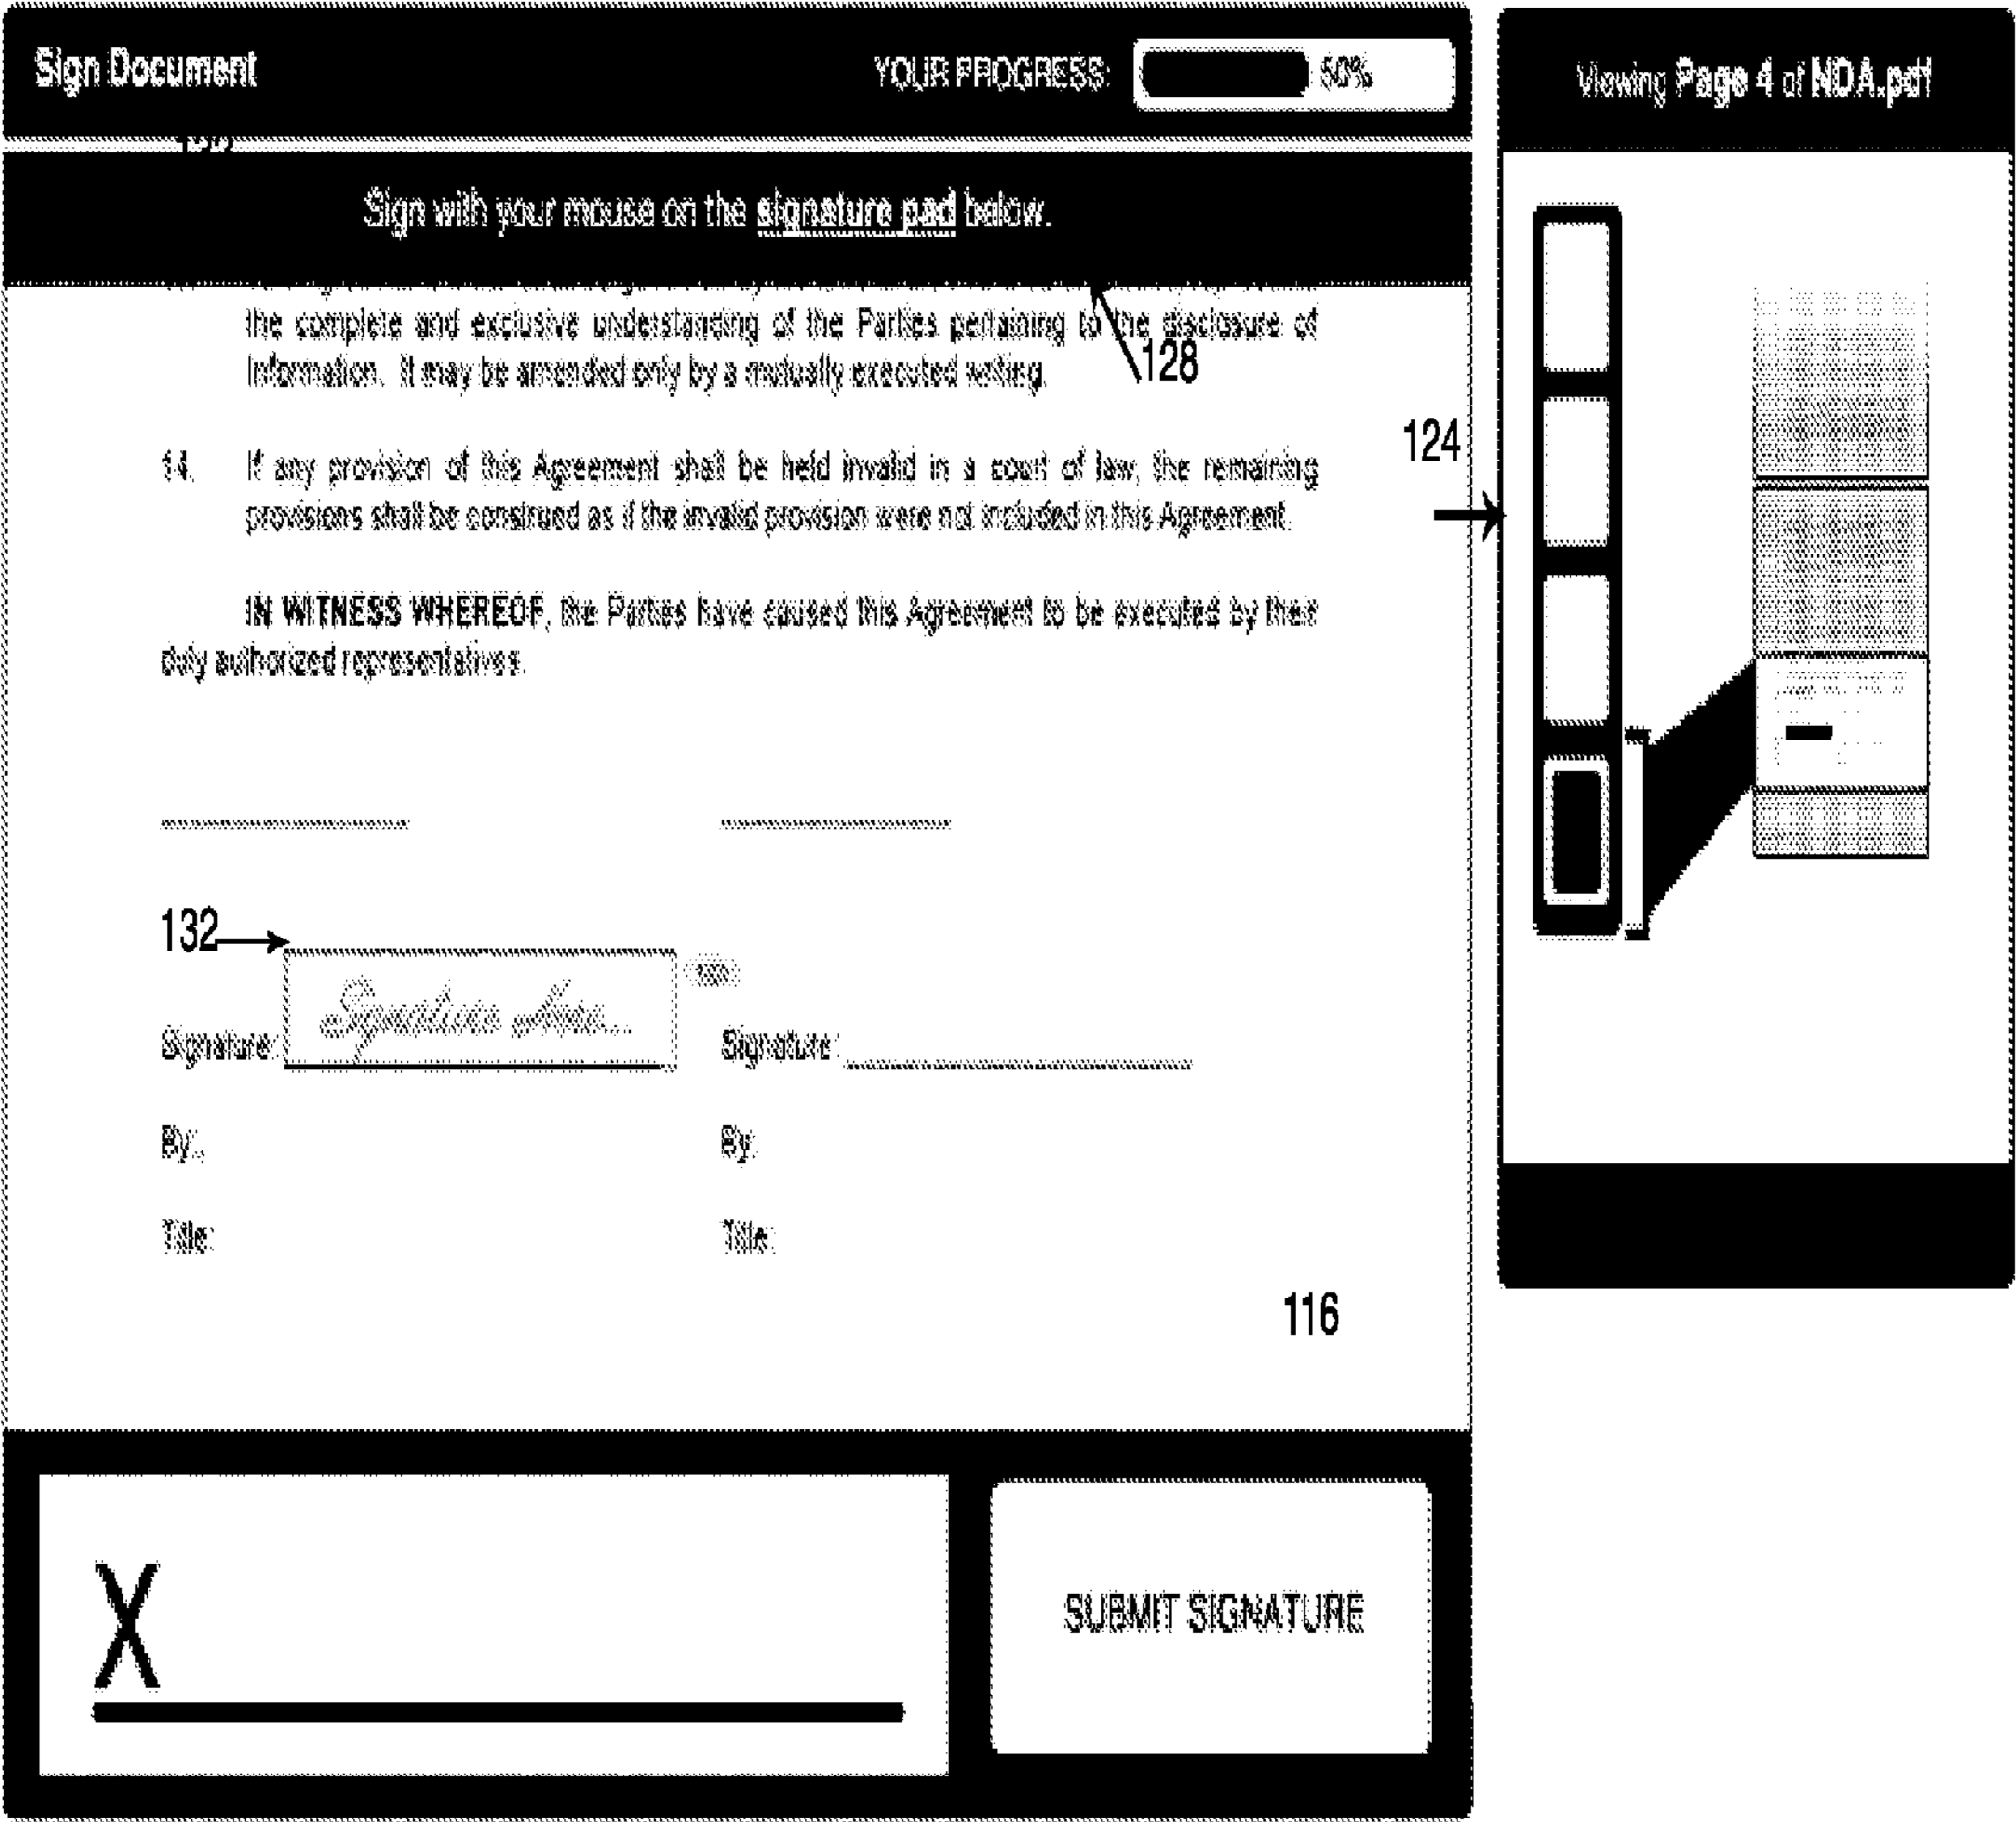 Sign Document
YOUR PROGRESS: 50%
Viewing Page 4 of NDA.pdf
Sign with your mouse on the signature pad below.
the complete and exclusive understanding of the Parties pertaining to the disclosure of
Information. It may be amended only by a mutually executed writing.
128
124
14. If any provision of this Agreement shall be held invalid in a court of law, the remaining
provisions shall be construed as if the invalid provision were not included in this Agreement.
IN WITNESS WHEREOF, the Parties have caused this Agreement to be executed by their
duly authorized representatives.
132
Signature: Signature Here...
Signature:
By:
By:
Title:
Title:
116
X
SUBMIT SIGNATURE